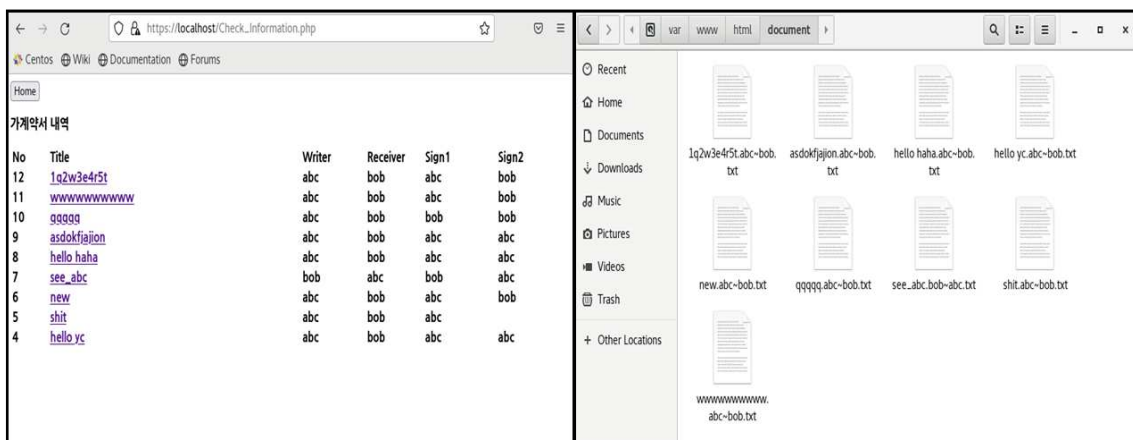 https://localhost/Check_Information.php
Centos Wiki Documentation Forums
Home
가계약서 내역
No Title Writer Receiver Sign1 Sign2
12 1q2w3e4r5t abc bob abc bob
11 wwwwwwwwww abc bob abc bob
10 qqqqq abc bob bob bob
9 asdokfjajion abc bob abc abc
8 hello haha abc bob abc abc
7 see_abc bob abc bob abc
6 new abc bob abc bob
5 shit abc bob abc
4 hello yc abc bob abc abc
var www html document
Recent
Home
Documents
Downloads
Music
Pictures
Videos
Trash
+ Other Locations
1q2w3e4r5t.abc~bob. asdokfjajion.abc~bob. hello haha.abc~bob. hello yc.abc~bob.txt
txt txt txt
new.abc~bob.txt qqqqq.abc~bob.txt see_abc.bob~abc.txt shit.abc~bob.txt
wwwwwwwwww.
abc~bob.txt